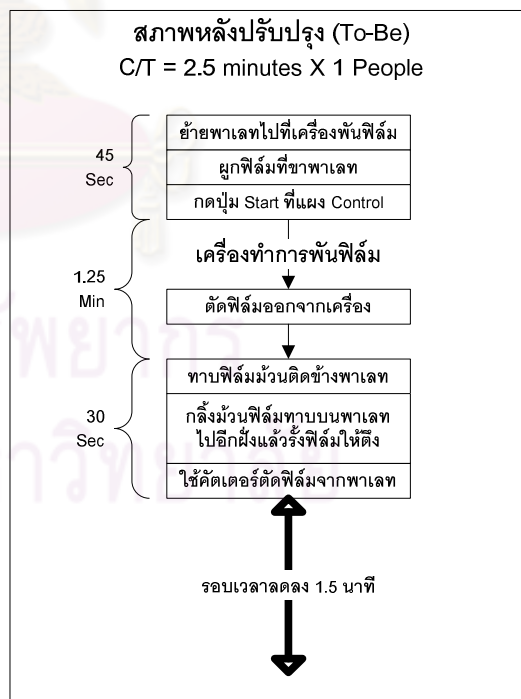 สภาพหลังปรับปรุง (To-Be)
C/T = 2.5 minutes X 1 People
45
Sec
ย้ายพาเลทไปที่เครื่องพันฟิล์ม
ผูกฟิล์มที่ขาพาเลท
กดปุ่ม Start ที่แผง Control
1.25
Min
เครื่องทำการพันฟิล์ม
ตัดฟิล์มออกจากเครื่อง
30
Sec
ทาบฟิล์มม้วนติดข้างพาเลท
กลิ้งม้วนฟิล์มทาบบนพาเลท
ไปอีกฝั่งแล้วรั้งฟิล์มให้ตึง
ใช้คัตเตอร์ตัดฟิล์มจากพาเลท
รอบเวลาลดลง 1.5 นาที